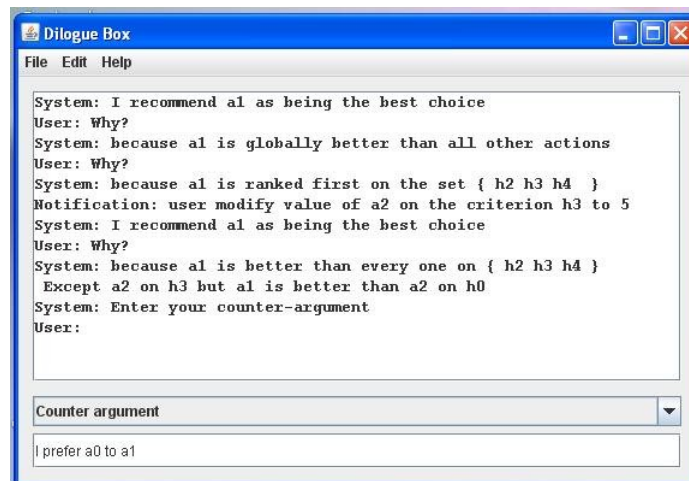 Dilogue Box
File Edit Help
System: I recommend a1 as being the best choice
User: Why?
System: because a1 is globally better than all other actions
User: Why?
System: because a1 is ranked first on the set { h2 h3 h4 }
Notification: user modify value of a2 on the criterion h3 to 5
System: I recommend a1 as being the best choice
User: Why?
System: because a1 is better than every one on { h2 h3 h4 }
Except a2 on h3 but a1 is better than a2 on h0
System: Enter your counter-argument
User:
Counter argument
I prefer a0 to a1